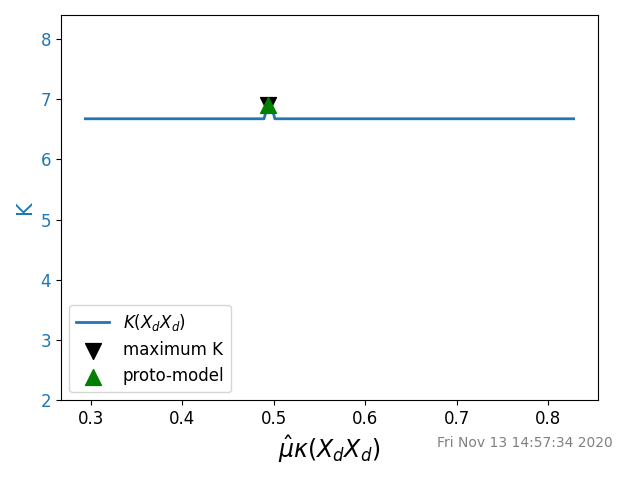 8
7
6
5
4
3
2
K
K(X_d X_d)
maximum K
proto-model
0.3 0.4 0.5 0.6 0.7 0.8
μ̂κ(X_d X_d)
Fri Nov 13 14:57:34 2020